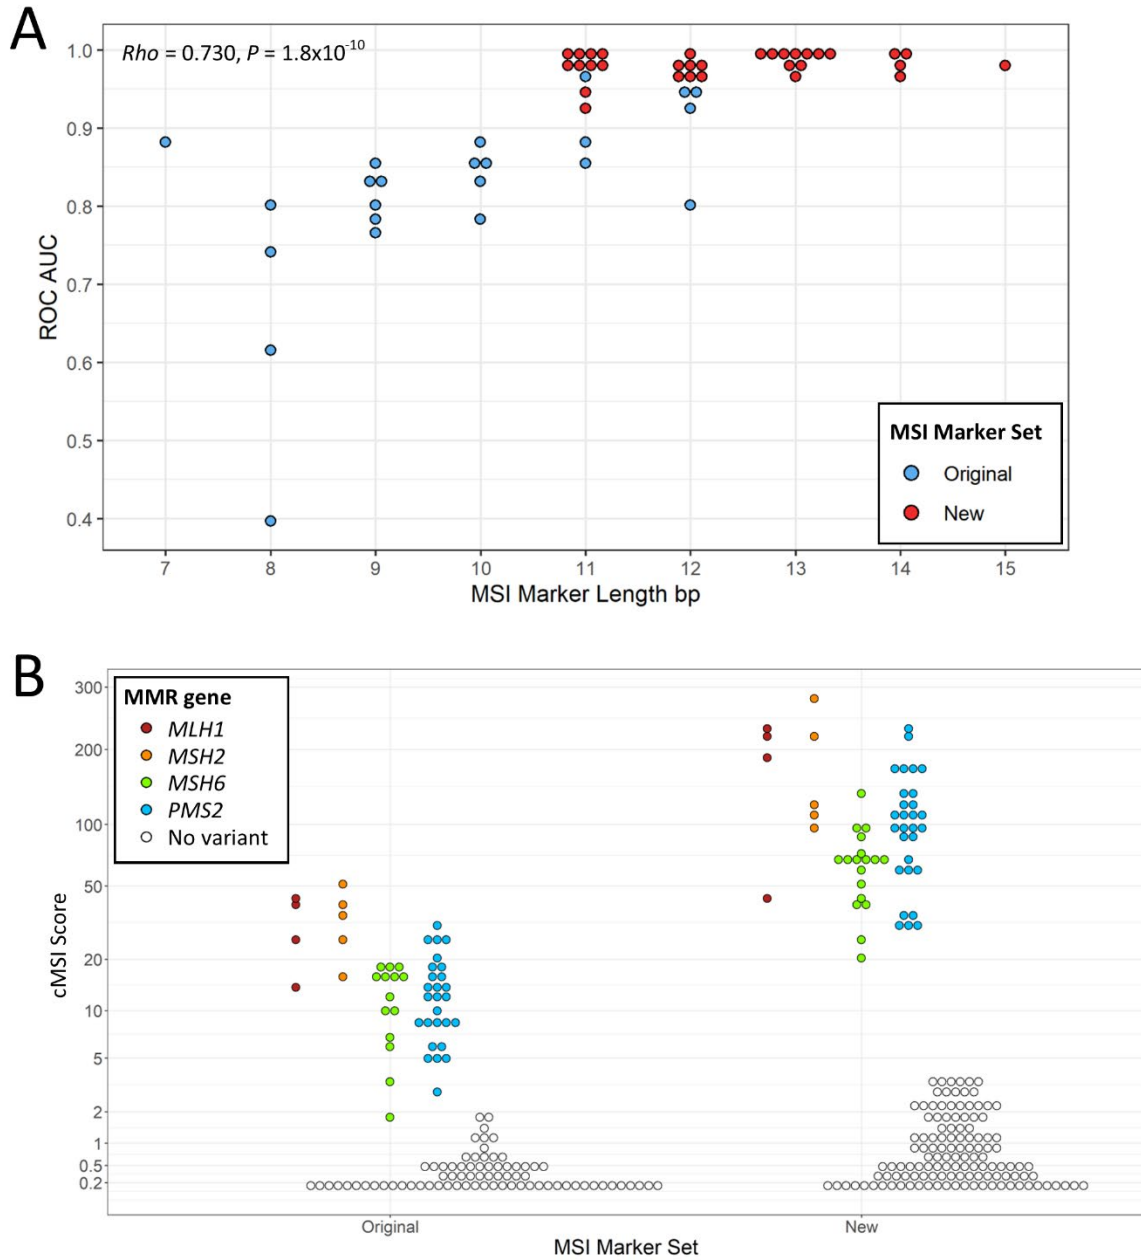 A
Rho = 0.730, P = 1.8x10⁻¹⁰
1.0
0.9
0.8
0.7
0.6
0.5
0.4
ROC AUC
MSI Marker Set
Original
New
7 8 9 10 11 12 13 14 15
MSI Marker Length bp
B
300
200
100
50
20
10
5
2
1
0.5
0.2
cMSI Score
MMR gene
MLH1
MSH2
MSH6
PMS2
No variant
Original New
MSI Marker Set